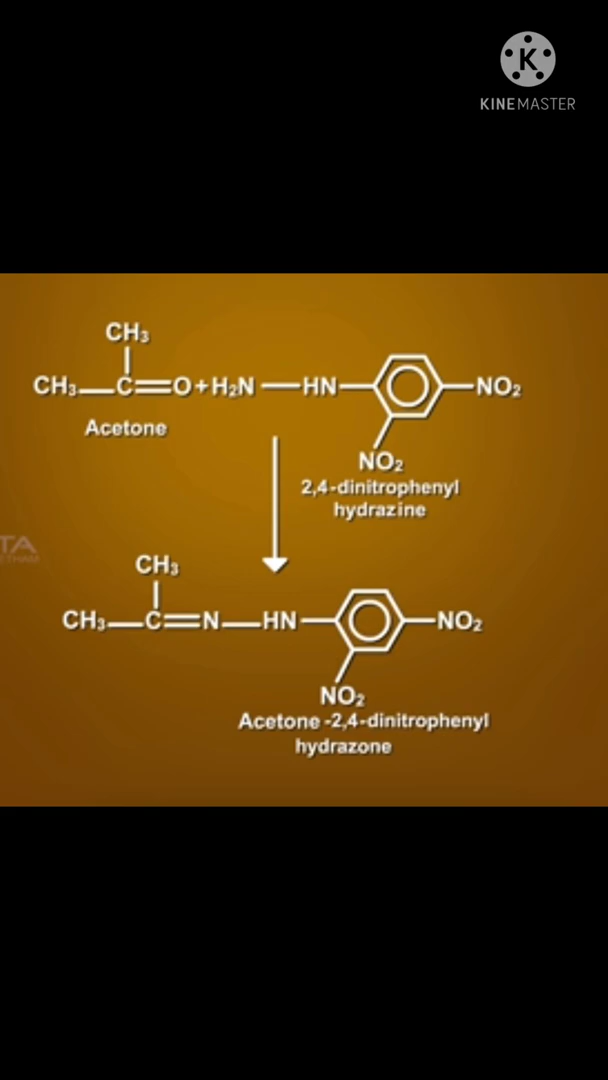 KINEMASTER
CH₃
CH₃—C=O+H₂N—HN—NO₂
Acetone
NO₂
2,4-dinitrophenyl
hydrazine
TA
CH₃
CH₃—C=N—HN—NO₂
NO₂
Acetone -2,4-dinitrophenyl
hydrazone